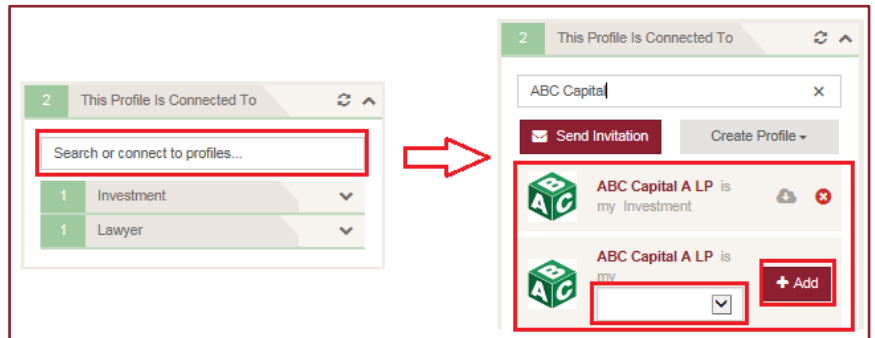 2 This Profile Is Connected To
Search or connect to profiles...
1 Investment
1 Lawyer
2 This Profile Is Connected To
ABC Capital
Send Invitation Create Profile
ABC Capital A LP is
my Investment
ABC
ABC Capital A LP is
my
ABC
+ Add